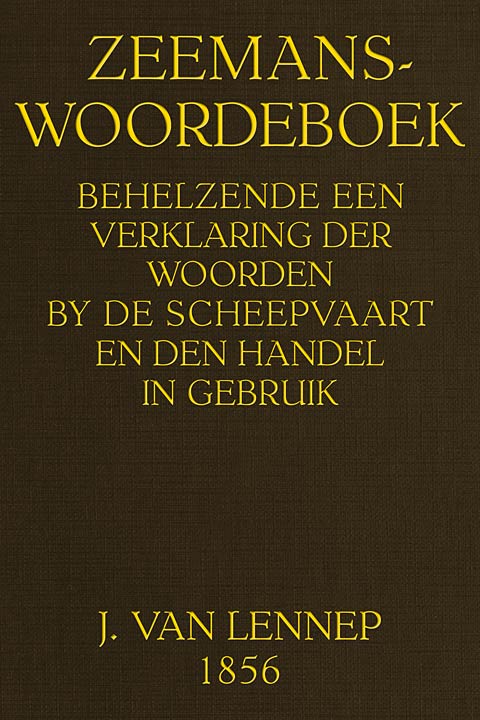 ZEEMANS-
WOORDEBOEK
BEHELZENDE EEN
VERKLARING DER
WOORDEN
BY DE SCHEEPVAART
EN DEN HANDEL
IN GEBRUIK
J. VAN LENNEP
1856